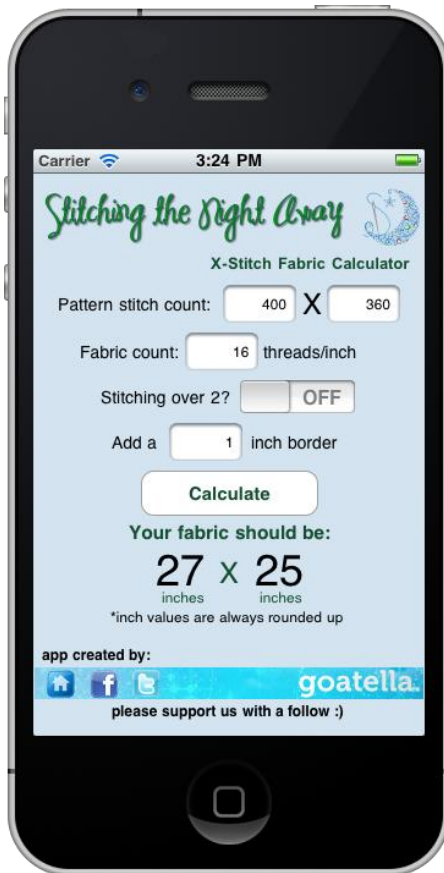 Carrier 3:24 PM
Stitching the Night Away
X-Stitch Fabric Calculator
Pattern stitch count: 400 X 360
Fabric count: 16 threads/inch
Stitching over 2? OFF
Add a 1 inch border
Calculate
Your fabric should be:
27 x 25
inches inches
*inch values are always rounded up
app created by:
f t goatella.
please support us with a follow :)